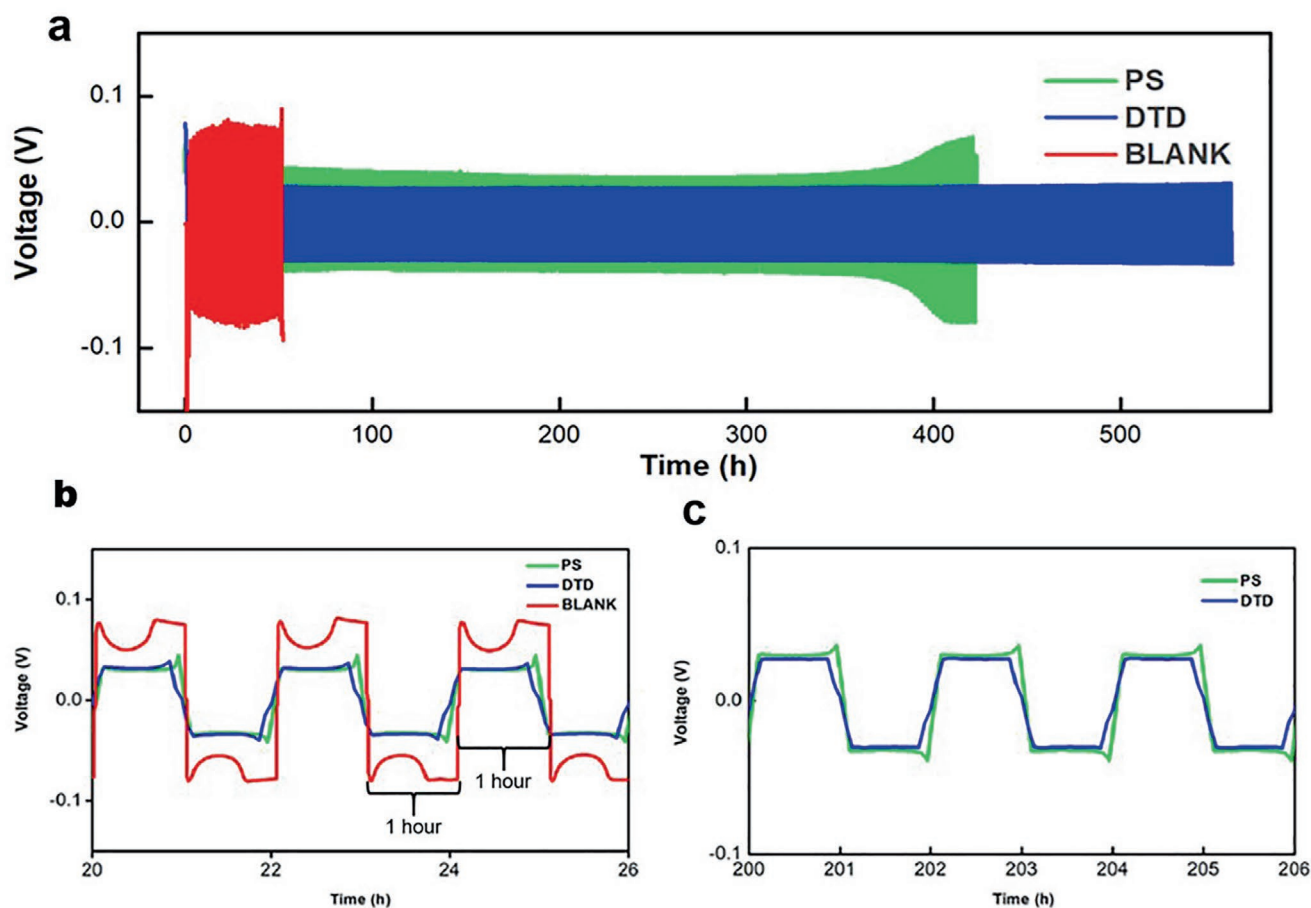 a
PS
DTD
BLANK
0.1
0.0
-0.1
Voltage (V)
0 100 200 300 400 500
Time (h)
b
PS
DTD
BLANK
0.1
0.0
-0.1
Voltage (V)
1 hour
1 hour
20 22 24 26
Time (h)
c
PS
DTD
0.1
0.0
-0.1
Voltage (V)
200 201 202 203 204 205 206
Time (h)